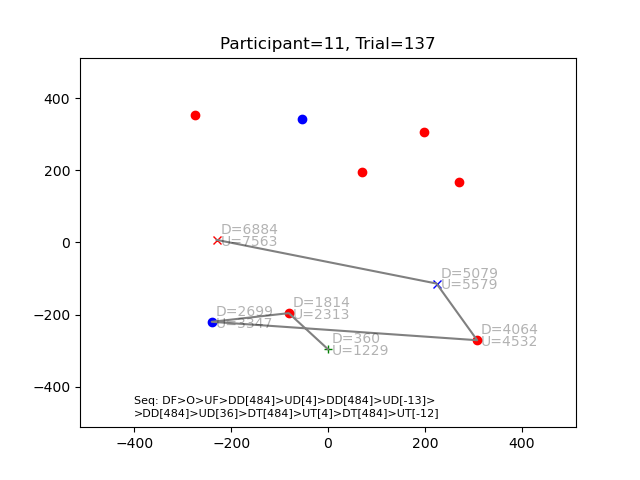 Participant=11, Trial=137
400
200
0
−200
−400
−400
−200
0
200
400
D=6884
U=7563
D=5079
U=5579
D=2699
U=3347
D=1814
U=2313
D=4064
U=4532
D=360
U=1229
Seq: DF>O>UF>DD[484]>UD[4]>DD[484]>UD[-13]>
>DD[484]>UD[36]>DT[484]>UT[4]>DT[484]>UT[-12]